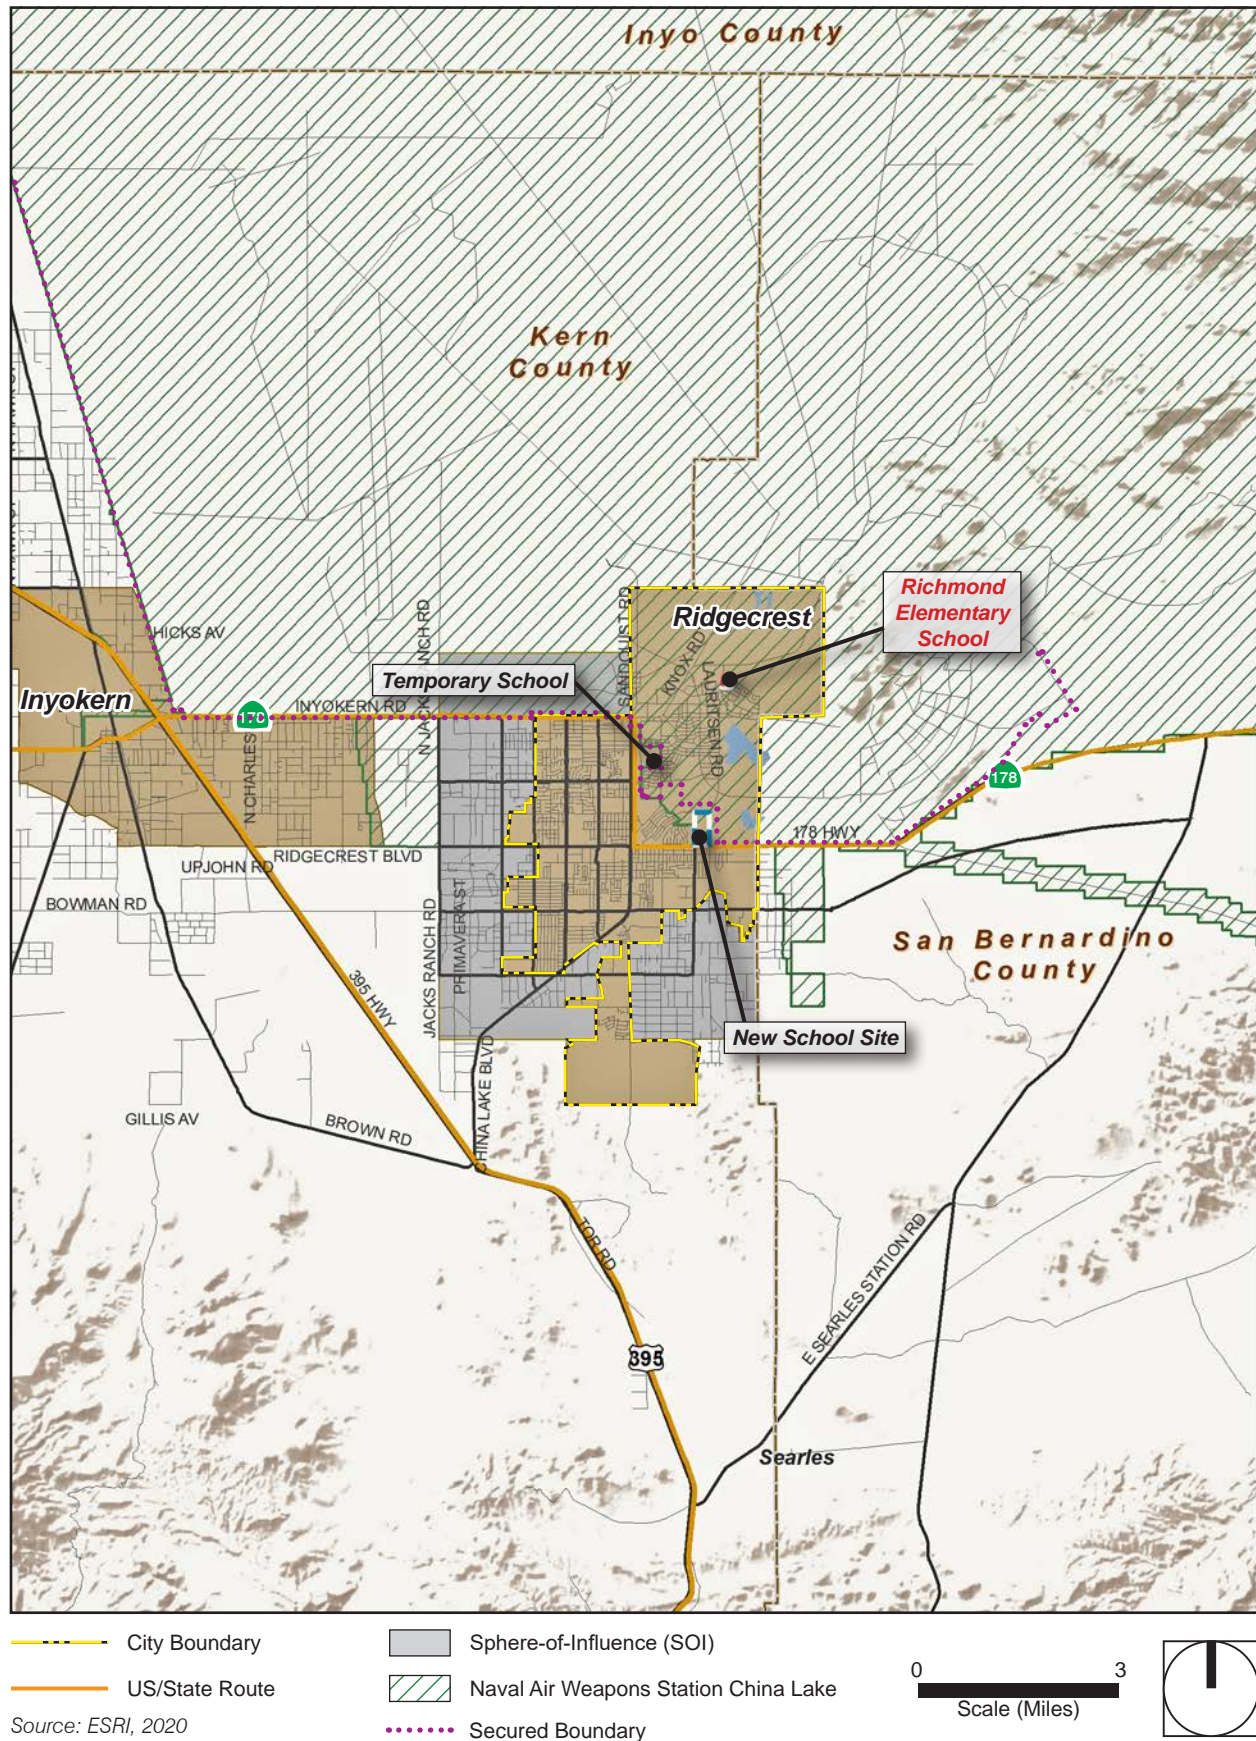 Inyo County
Kern
County
Ridgecrest
Richmond
Elementary
School
HICKS AV
Temporary School
Inyokern
INYOKERN RD
N JACKS RANCH RD
SANDQUIST RD
KNOX RD
LAURITSEN RD
N CHARLES
178
178 HWY
RIDGECREST BLVD
UPJOHN RD
BOWMAN RD
San Bernardino
County
395 HWY
JACKS RANCH RD
PRIMAVERA ST
New School Site
CHINA LAKE BLVD
GILLIS AV
BROWN RD
TOR RD
E SEARLES STATION RD
395
Searles
City Boundary
US/State Route
Source: ESRI, 2020
Sphere-of-Influence (SOI)
Naval Air Weapons Station China Lake
Secured Boundary
0 3
Scale (Miles)